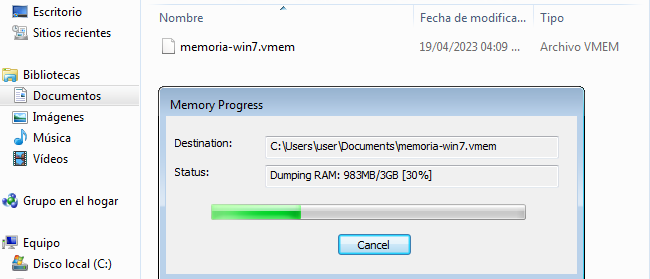 Escritorio
Sitios recientes
Bibliotecas
Documentos
Imágenes
Música
Vídeos
Grupo en el hogar
Equipo
Disco local (C:)
Nombre Fecha de modifica... Tipo
memoria-win7.vmem 19/04/2023 04:09 ... Archivo VMEM
Memory Progress
Destination: C:\Users\user\Documents\memoria-win7.vmem
Status: Dumping RAM: 983MB/3GB [30%]
Cancel